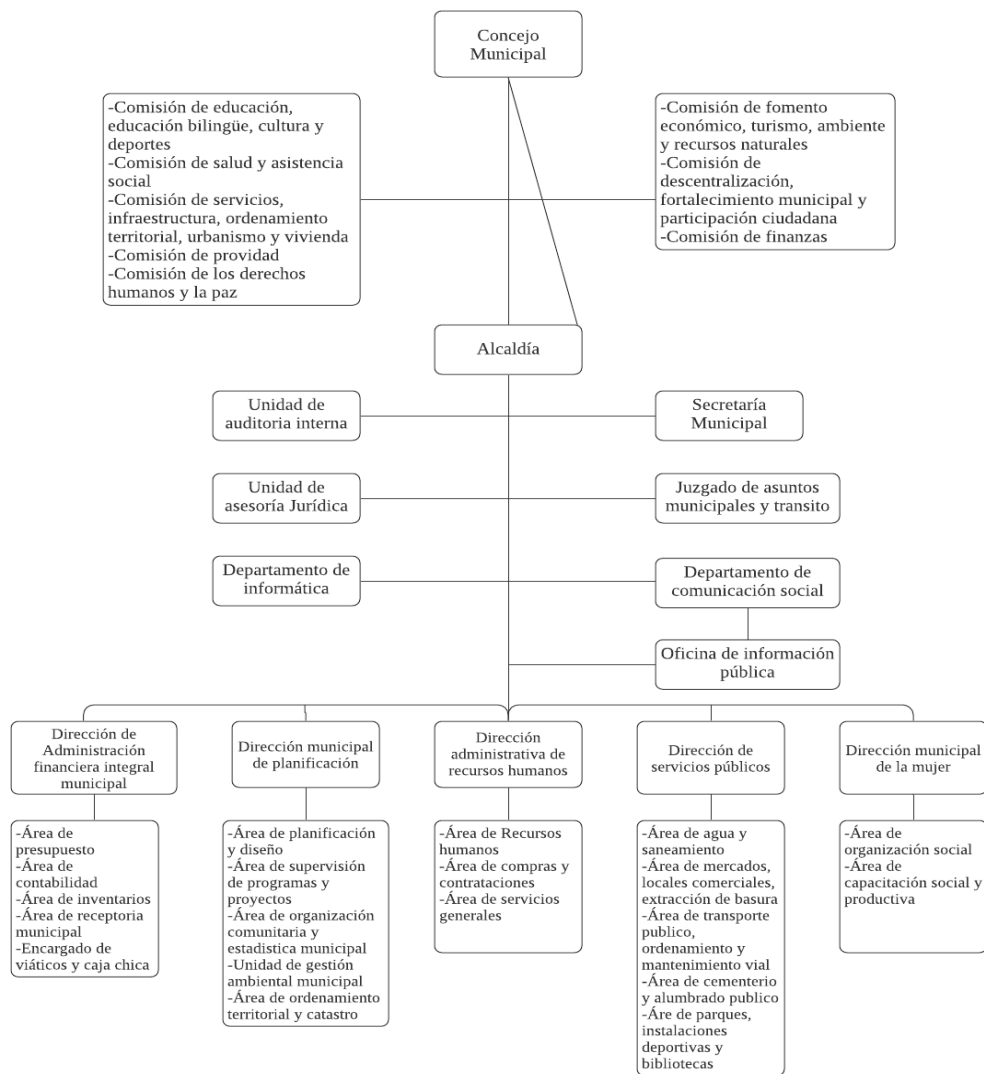 Concejo
Municipal
-Comisión de educación,
educación bilingüe, cultura y
deportes
-Comisión de salud y asistencia
social
-Comisión de servicios,
infraestructura, ordenamiento
territorial, urbanismo y vivienda
-Comisión de providad
-Comisión de los derechos
humanos y la paz
-Comisión de fomento
económico, turismo, ambiente
y recursos naturales
-Comisión de
descentralización,
fortalecimiento municipal y
participación ciudadana
-Comisión de finanzas
Alcaldía
Unidad de
auditoria interna
Secretaría
Municipal
Unidad de
asesoría Jurídica
Juzgado de asuntos
municipales y transito
Departamento de
informática
Departamento de
comunicación social
Oficina de información
pública
Dirección de
Administración
financiera integral
municipal
Dirección municipal
de planificación
Dirección
administrativa de
recursos humanos
Dirección de
servicios públicos
Dirección municipal
de la mujer
-Área de
presupuesto
-Área de
contabilidad
-Área de inventarios
-Área de receptoria
municipal
-Encargado de
viáticos y caja chica
-Área de planificación
y diseño
-Área de supervisión
de programas y
proyectos
-Área de organización
comunitaria y
estadistica municipal
-Unidad de gestión
ambiental municipal
-Área de ordenamiento
territorial y catastro
-Área de Recursos
humanos
-Área de compras y
contrataciones
-Área de servicios
generales
-Área de agua y
saneamiento
-Área de mercados,
locales comerciales,
extracción de basura
-Área de transporte
publico,
ordenamiento y
mantenimiento vial
-Área de cementerio
y alumbrado publico
-Áre de parques,
instalaciones
deportivas y
bibliotecas
-Área de
organización social
-Área de
capacitación social y
productiva